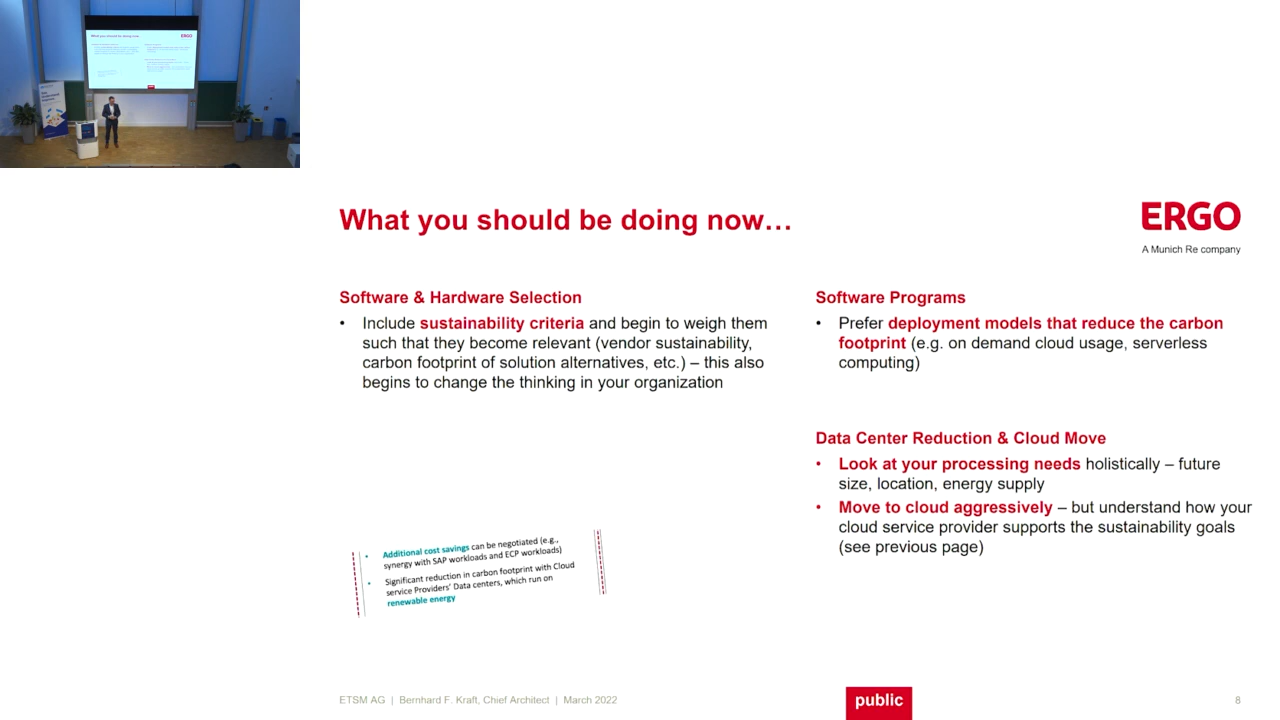 What you should be doing now…
ERGO
A Munich Re company
Software & Hardware Selection
• Include sustainability criteria and begin to weigh them
such that they become relevant (vendor sustainability,
carbon footprint of solution alternatives, etc.) – this also
begins to change the thinking in your organization
• Additional cost savings can be negotiated (e.g.,
synergy with SAP workloads and ECP workloads)
• Significant reduction in carbon footprint with Cloud
service Providers' Data centers, which run on
renewable energy
Software Programs
• Prefer deployment models that reduce the carbon
footprint (e.g. on demand cloud usage, serverless
computing)
Data Center Reduction & Cloud Move
• Look at your processing needs holistically – future
size, location, energy supply
• Move to cloud aggressively – but understand how your
cloud service provider supports the sustainability goals
(see previous page)
ETSM AG | Bernhard F. Kraft, Chief Architect | March 2022
public
8
What you should be doing now
ERGO